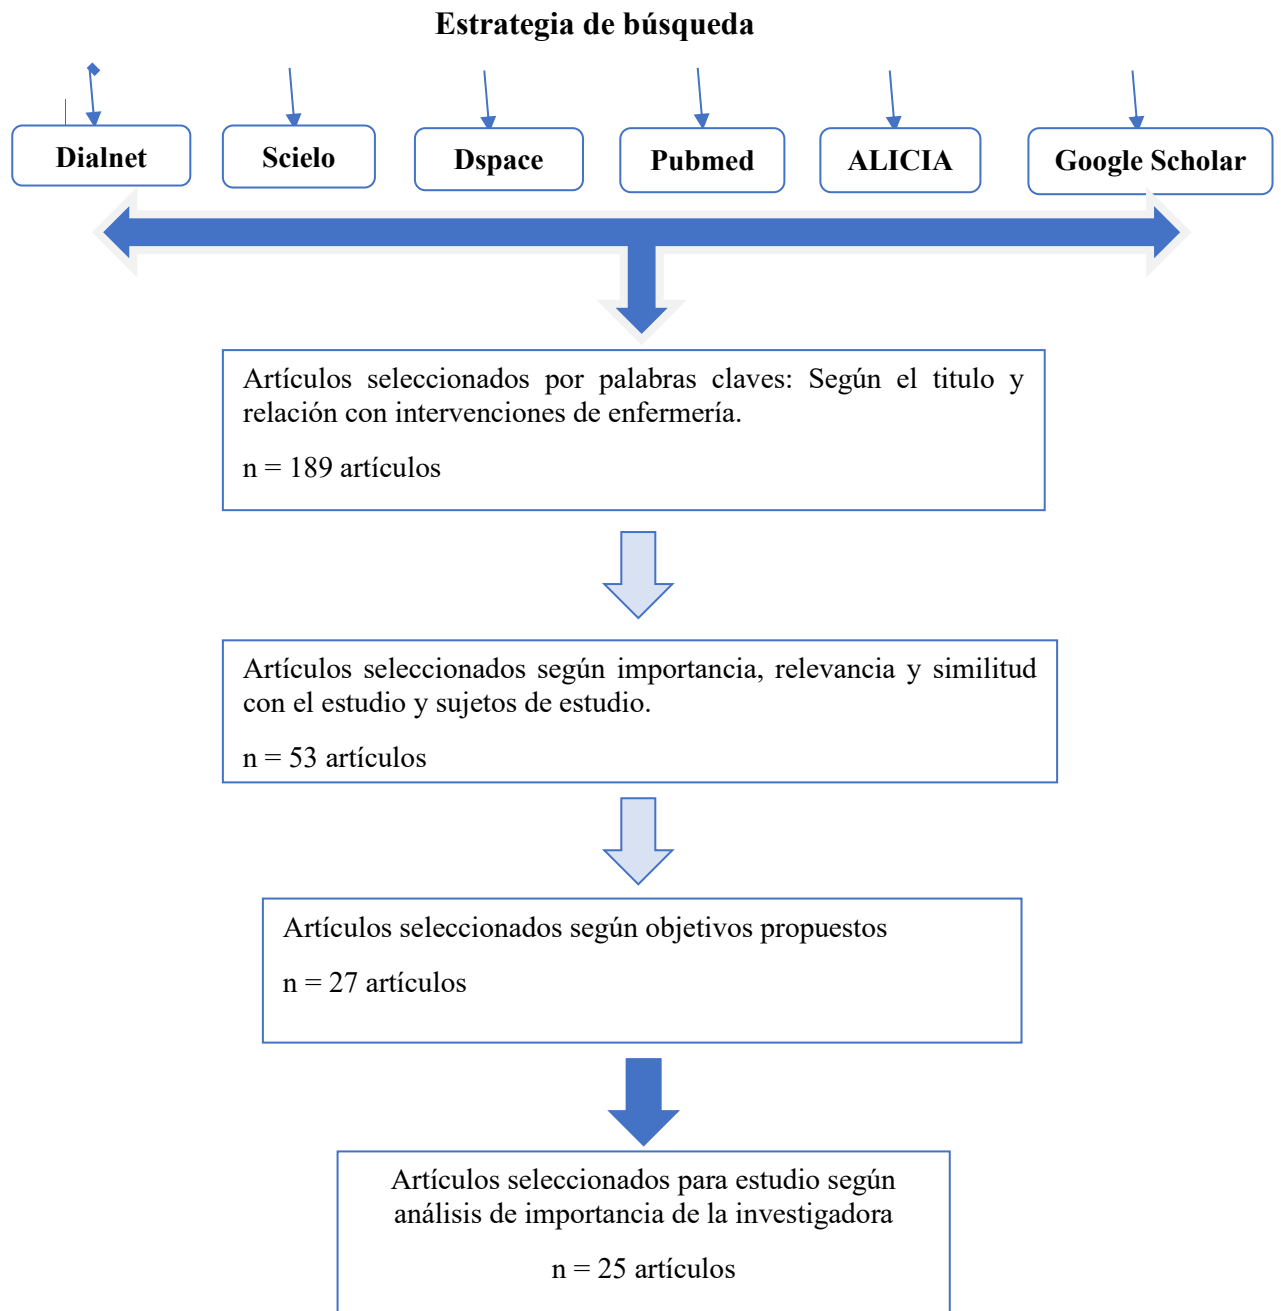 Estrategia de búsqueda
Dialnet
Scielo
Dspace
Pubmed
ALICIA
Google Scholar
Artículos seleccionados por palabras claves: Según el titulo y
relación con intervenciones de enfermería.
n = 189 artículos
Artículos seleccionados según importancia, relevancia y similitud
con el estudio y sujetos de estudio.
n = 53 artículos
Artículos seleccionados según objetivos propuestos
n = 27 artículos
Artículos seleccionados para estudio según
análisis de importancia de la investigadora
n = 25 artículos